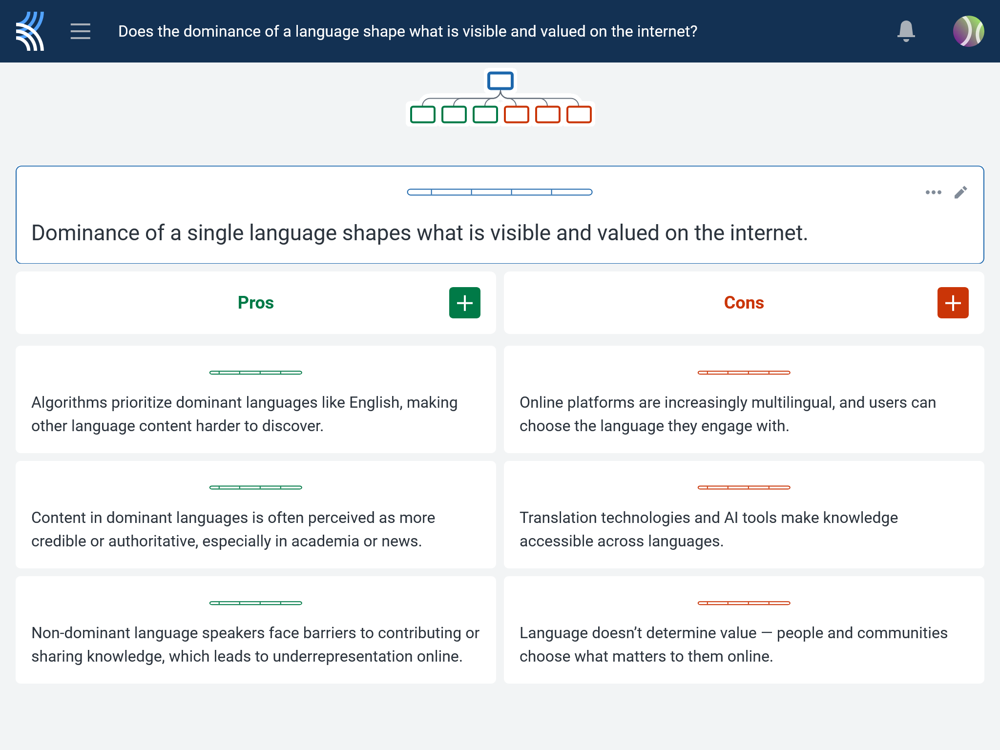 Does the dominance of a language shape what is visible and valued on the internet?
Dominance of a single language shapes what is visible and valued on the internet.
Pros
Cons
Algorithms prioritize dominant languages like English, making
other language content harder to discover.
Online platforms are increasingly multilingual, and users can
choose the language they engage with.
Content in dominant languages is often perceived as more
credible or authoritative, especially in academia or news.
Translation technologies and AI tools make knowledge
accessible across languages.
Non-dominant language speakers face barriers to contributing or
sharing knowledge, which leads to underrepresentation online.
Language doesn’t determine value — people and communities
choose what matters to them online.